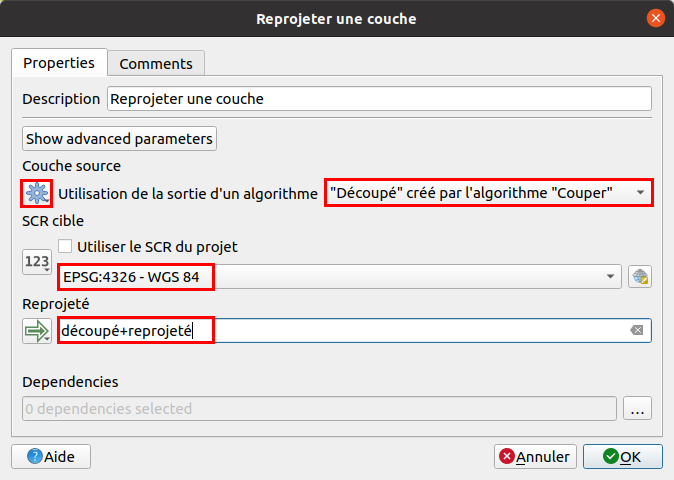 Reprojeter une couche
Properties Comments
Description Reprojeter une couche
Show advanced parameters
Couche source
Utilisation de la sortie d'un algorithme "Découpé" créé par l'algorithme "Couper"
SCR cible
Utiliser le SCR du projet
123
EPSG:4326 - WGS 84
Reprojeté
découpé+reprojeté
Dependencies
0 dependencies selected ...
Aide Annuler OK